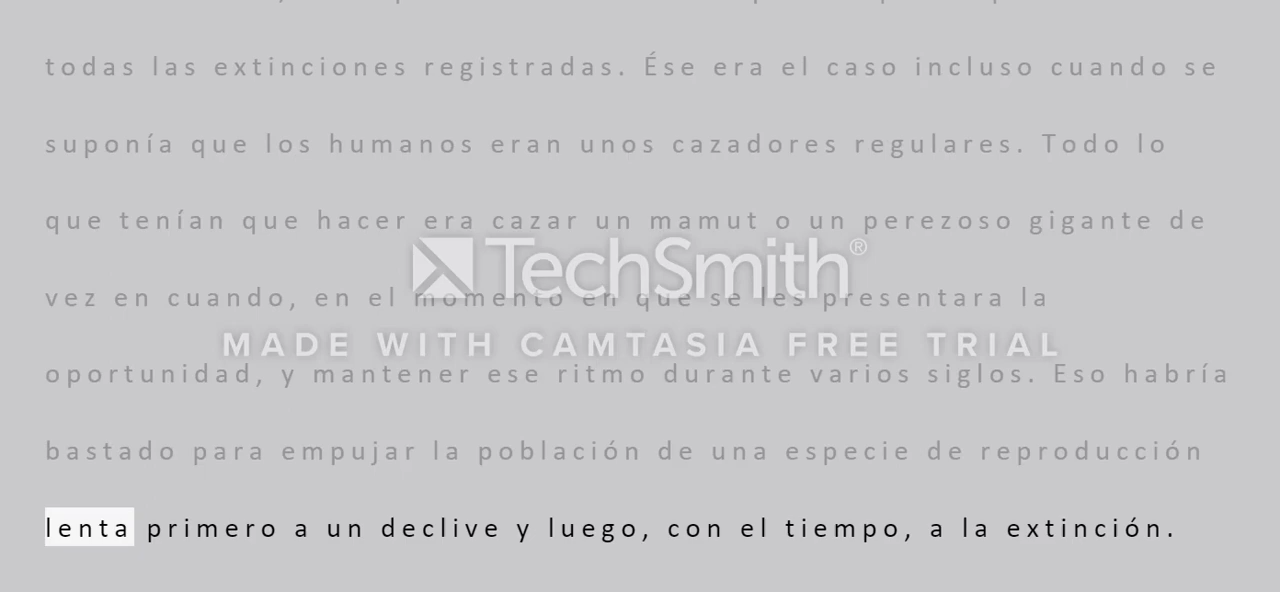 todas las extinciones registradas. Ése era el caso incluso cuando se
suponía que los humanos eran unos cazadores regulares. Todo lo
que tenían que hacer era cazar un mamut o un perezoso gigante de
TechSmith®
vez en cuando, en el momento en que se les presentara la
MADE WITH CAMTASIA FREE TRIAL
oportunidad, y mantener ese ritmo durante varios siglos. Eso habría
bastado para empujar la población de una especie de reproducción
lenta primero a un declive y luego, con el tiempo, a la extinción.